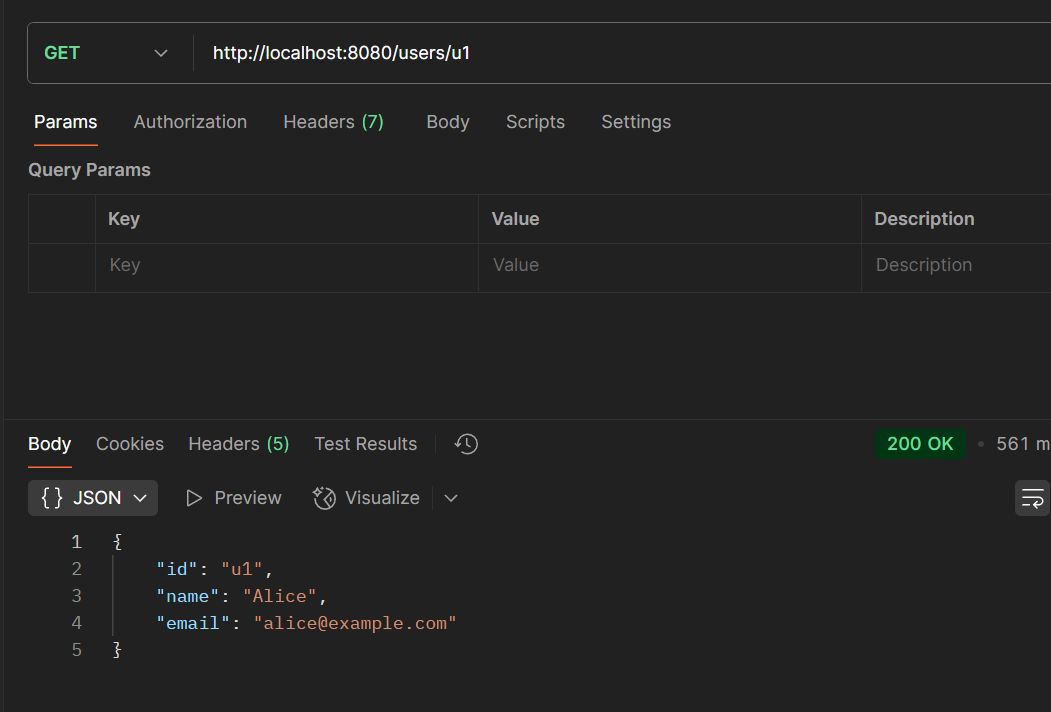 GET http://localhost:8080/users/u1
Params Authorization Headers (7) Body Scripts Settings
Query Params
Key Value Description
Key Value Description
Body Cookies Headers (5) Test Results 200 OK • 561 m
{} JSON Preview Visualize
1 {
2 "id": "u1",
3 "name": "Alice",
4 "email": "alice@example.com"
5 }